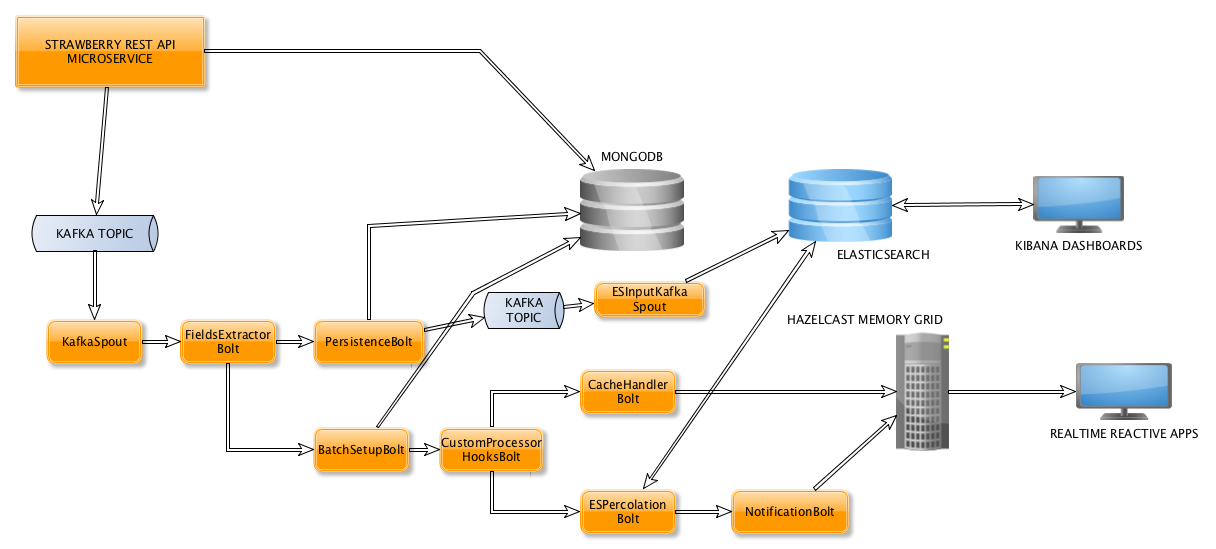 STRAWBERRY REST API
MICROSERVICE
MONGODB
KAFKA TOPIC
ELASTICSEARCH
KIBANA DASHBOARDS
ESInputKafka
Spout
KAFKA
TOPIC
HAZELCAST MEMORY GRID
KafkaSpout
FieldsExtractor
Bolt
PersistenceBolt
CacheHandler
Bolt
REALTIME REACTIVE APPS
BatchSetupBolt
CustomProcessor
HooksBolt
ESPercolation
Bolt
NotificationBolt